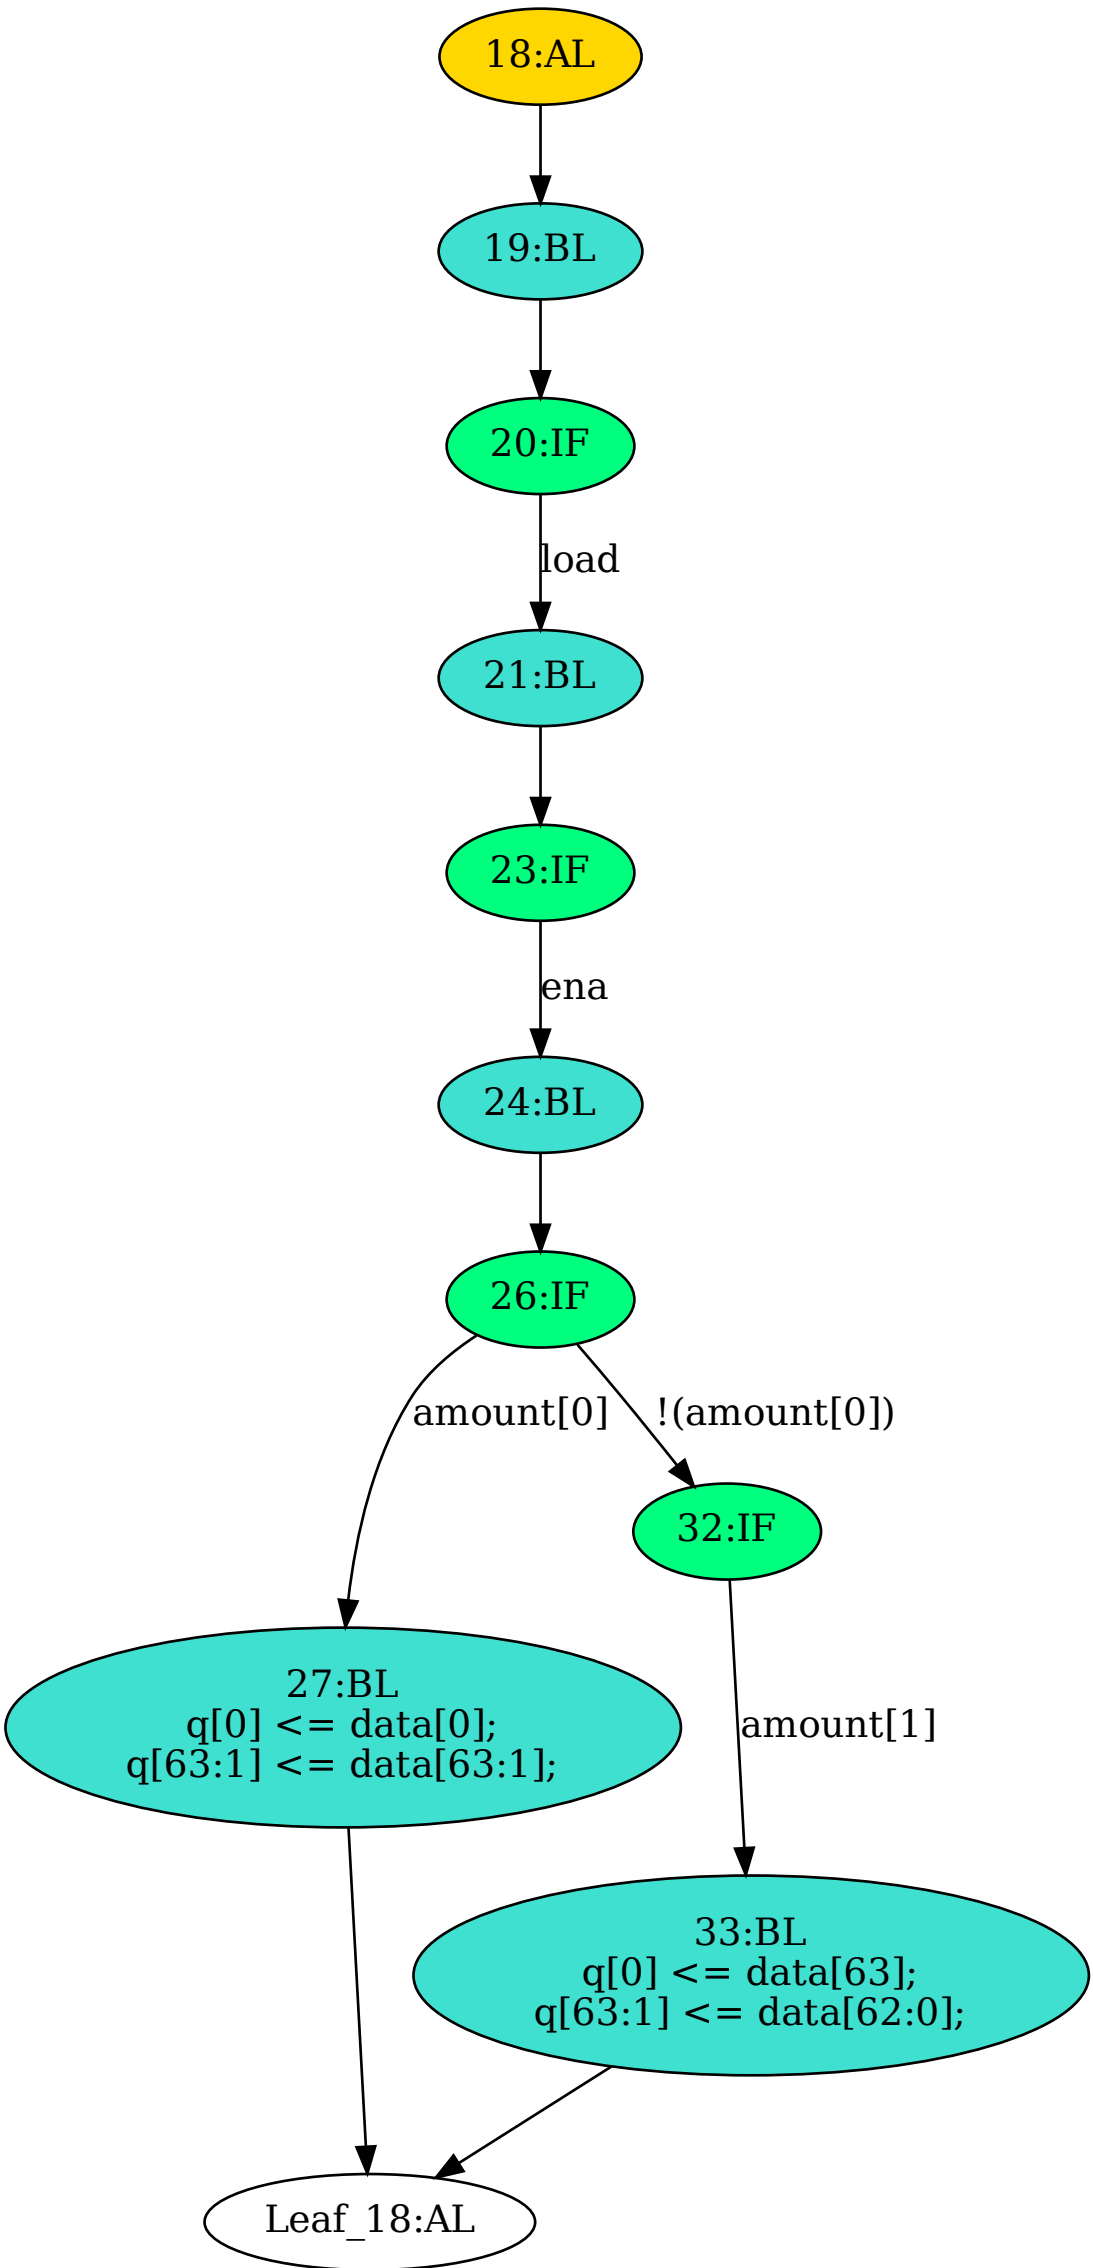 18:AL
19:BL
20:IF
load
21:BL
23:IF
ena
24:BL
26:IF
amount[0]
!(amount[0])
32:IF
27:BL
q[0] <= data[0];
q[63:1] <= data[63:1];
amount[1]
33:BL
q[0] <= data[63];
q[63:1] <= data[62:0];
Leaf_18:AL